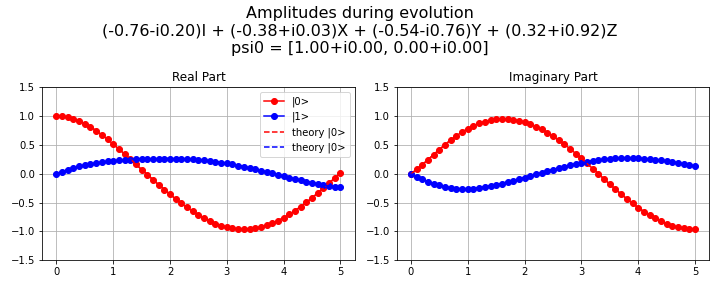 Amplitudes during evolution
(-0.76-i0.20)I + (-0.38+i0.03)X + (-0.54-i0.76)Y + (0.32+i0.92)Z
psi0 = [1.00+i0.00, 0.00+i0.00]
Real Part
1.5
1.0
0.5
0.0
−0.5
−1.0
−1.5
0 1 2 3 4 5
|0>
|1>
theory |0>
theory |0>
Imaginary Part
1.5
1.0
0.5
0.0
−0.5
−1.0
−1.5
0 1 2 3 4 5